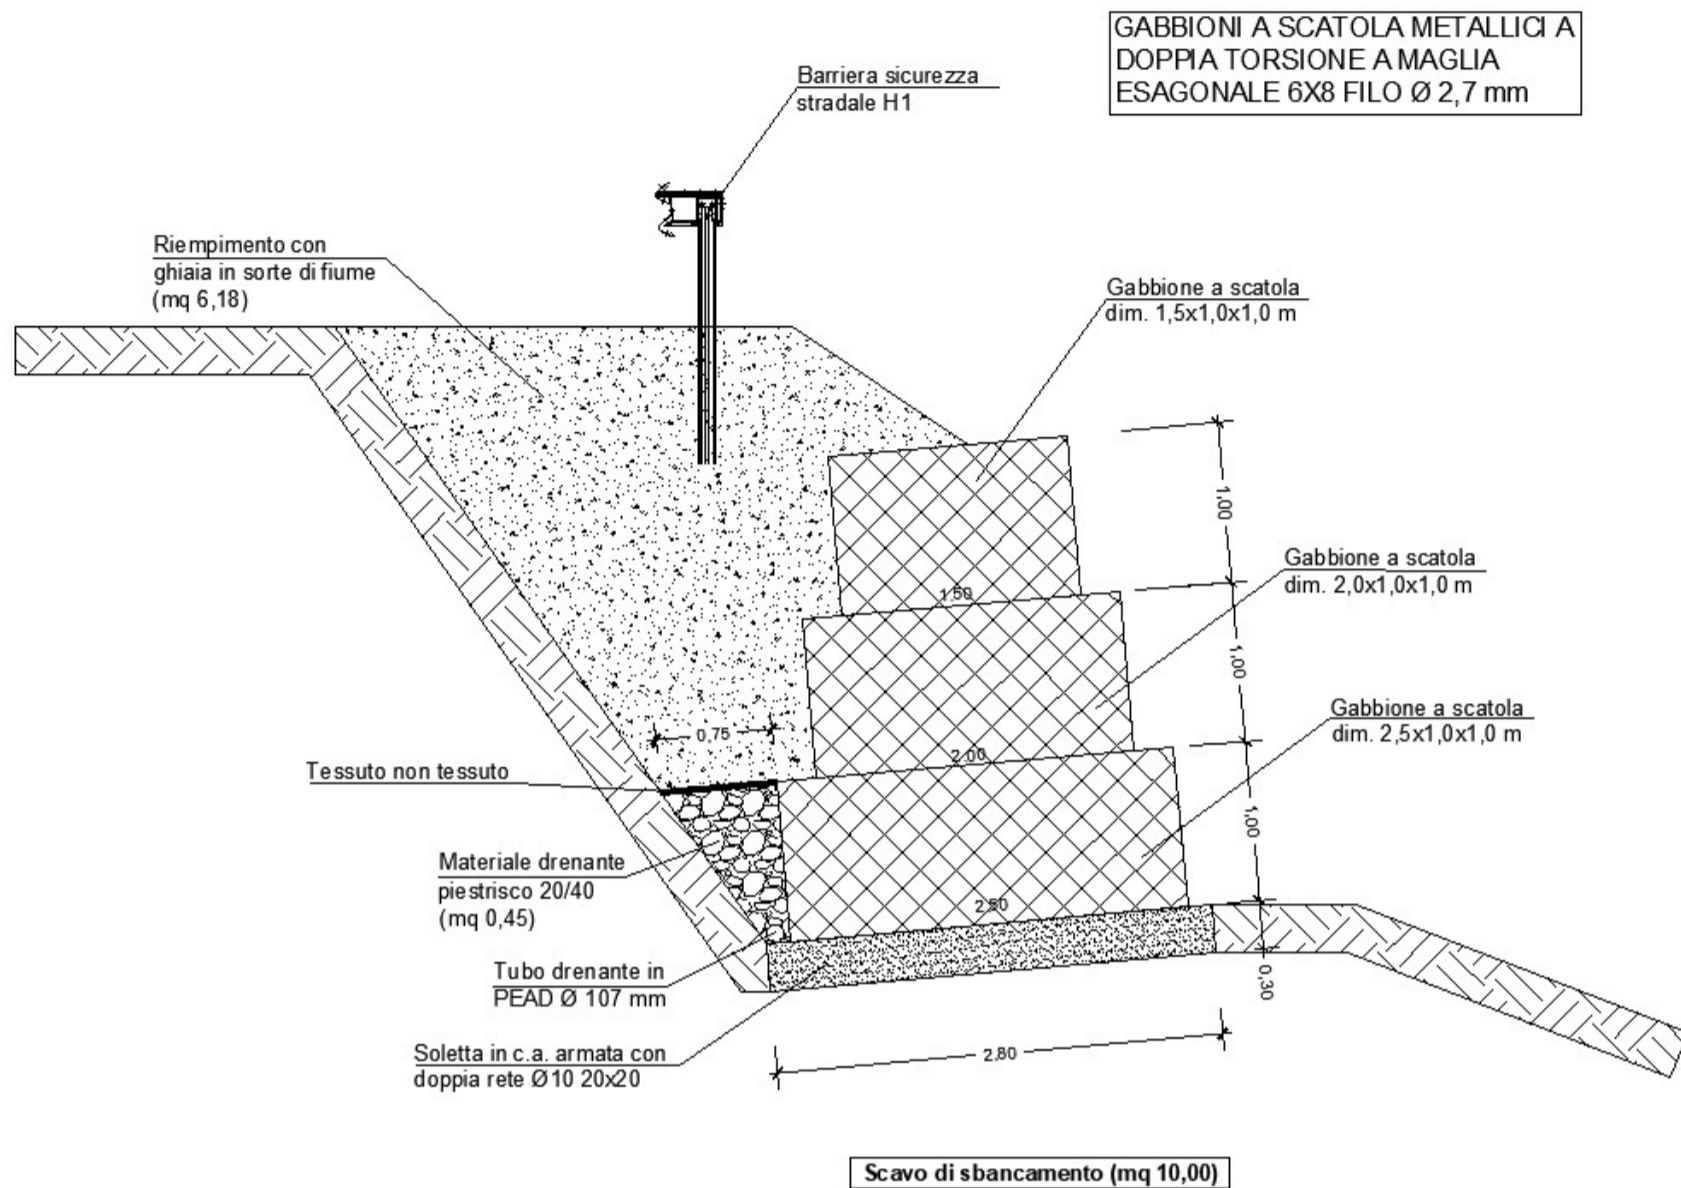 GABBIONI A SCATOLA METALLICI A
DOPPIA TORSIONE A MAGLIA
ESAGONALE 6X8 FILO Ø 2,7 mm
Barriera sicurezza
stradale H1
Riempimento con
ghiaia in sorte di fiume
(mq 6,18)
Gabbione a scatola
dim. 1,5x1,0x1,0 m
1,00
Gabbione a scatola
dim. 2,0x1,0x1,0 m
1,50
1,00
Gabbione a scatola
dim. 2,5x1,0x1,0 m
0,75
2,00
Tessuto non tessuto
1,00
Materiale drenante
piestrisco 20/40
(mq 0,45)
2,50
Tubo drenante in
PEAD Ø 107 mm
0,30
Soletta in c.a. armata con
doppia rete Ø10 20x20
2,80
Scavo di sbancamento (mq 10,00)